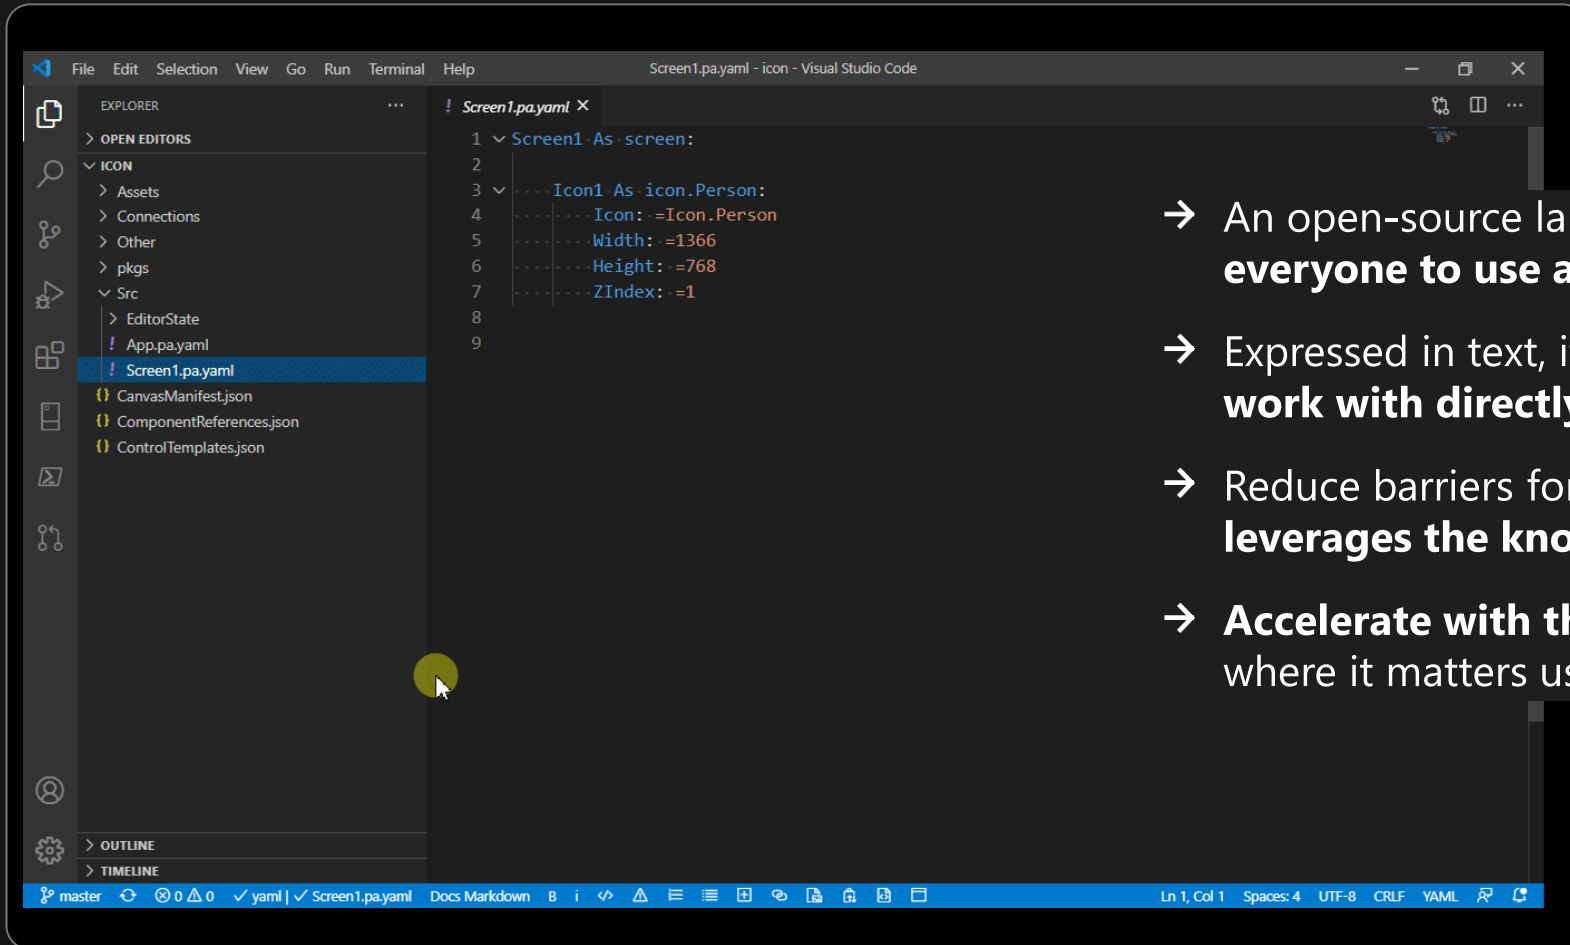 File Edit Selection View Go Run Terminal Help
Screen1.pa.yaml - icon - Visual Studio Code
EXPLORER
OPEN EDITORS
ICON
Assets
Connections
Other
pkgs
Src
EditorState
! App.pa.yaml
! Screen1.pa.yaml
{} CanvasManifest.json
{} ComponentReferences.json
{} ControlTemplates.json
OUTLINE
TIMELINE
! Screen1.pa.yaml
1 Screen1 As screen:
2
3 Icon1 As icon.Person:
4 Icon: =Icon.Person
5 Width: =1366
6 Height: =768
7 ZIndex: =1
8
9
→ An open-source la
everyone to use a
→ Expressed in text, i
work with directly
→ Reduce barriers for
leverages the kno
→ Accelerate with th
where it matters us
master 0 0 ✓ yaml | ✓ Screen1.pa.yaml Docs Markdown B i </> Ln 1, Col 1 Spaces: 4 UTF-8 CRLF YAML